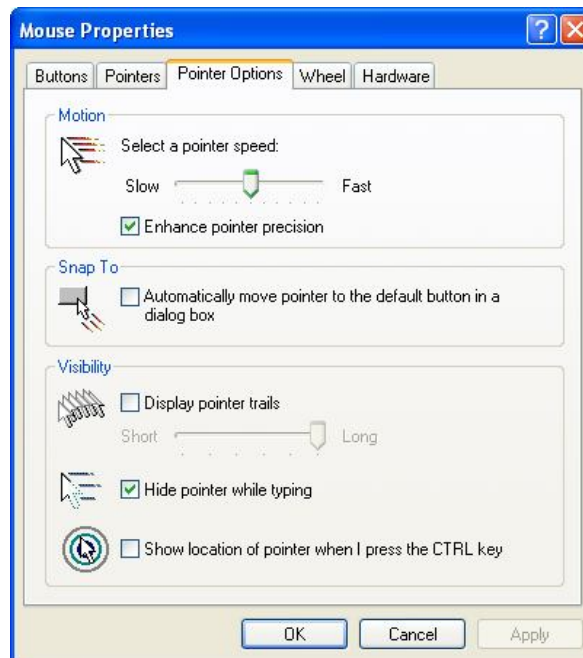 Mouse Properties
Buttons Pointers Pointer Options Wheel Hardware
Motion
Select a pointer speed:
Slow Fast
Enhance pointer precision
Snap To
Automatically move pointer to the default button in a
dialog box
Visibility
Display pointer trails
Short Long
Hide pointer while typing
Show location of pointer when I press the CTRL key
OK Cancel Apply